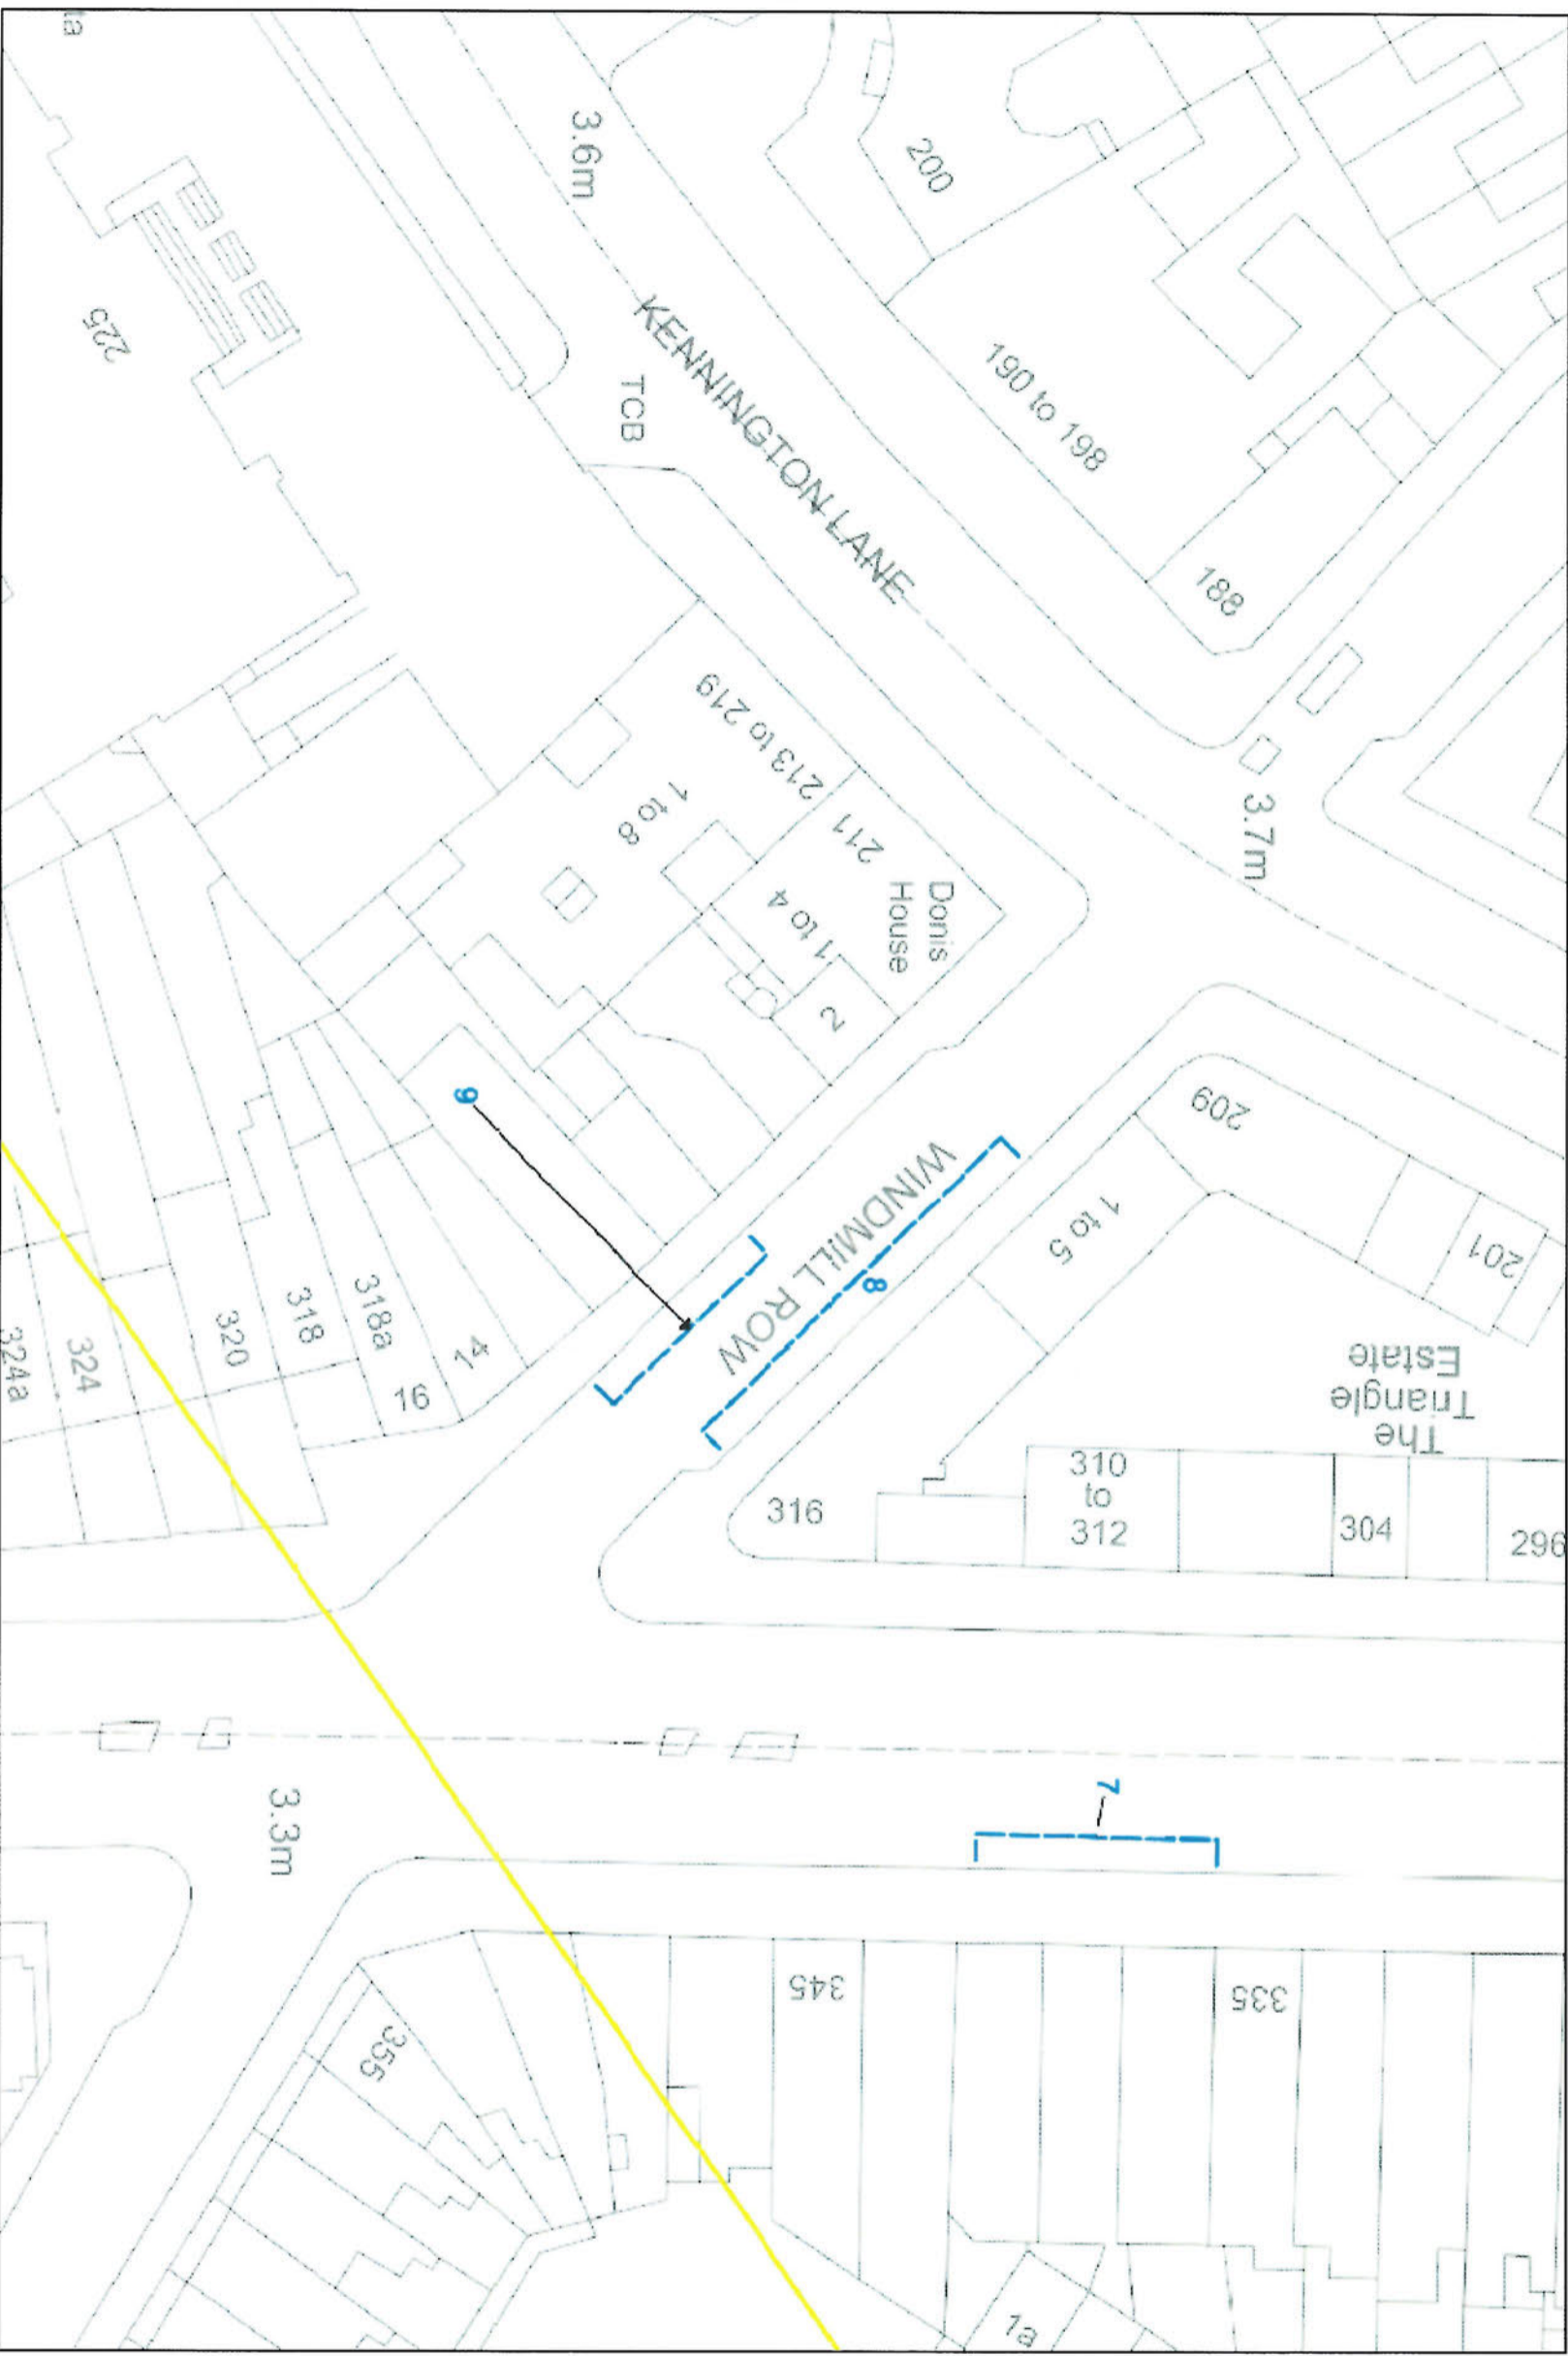 ta
3.6m
200
225
KENNINGTON LANE
TCB
190 to 198
188
3.7m
213 to 219
211
1 to 8
1 to 4
Donis
House
2
209
201
9
WINDMILL ROW
8
1 to 5
The
Triangle
Estate
324a
324
320
318
318a
16
14
316
310
to
312
304
296
7
3.3m
345
335
355
1a